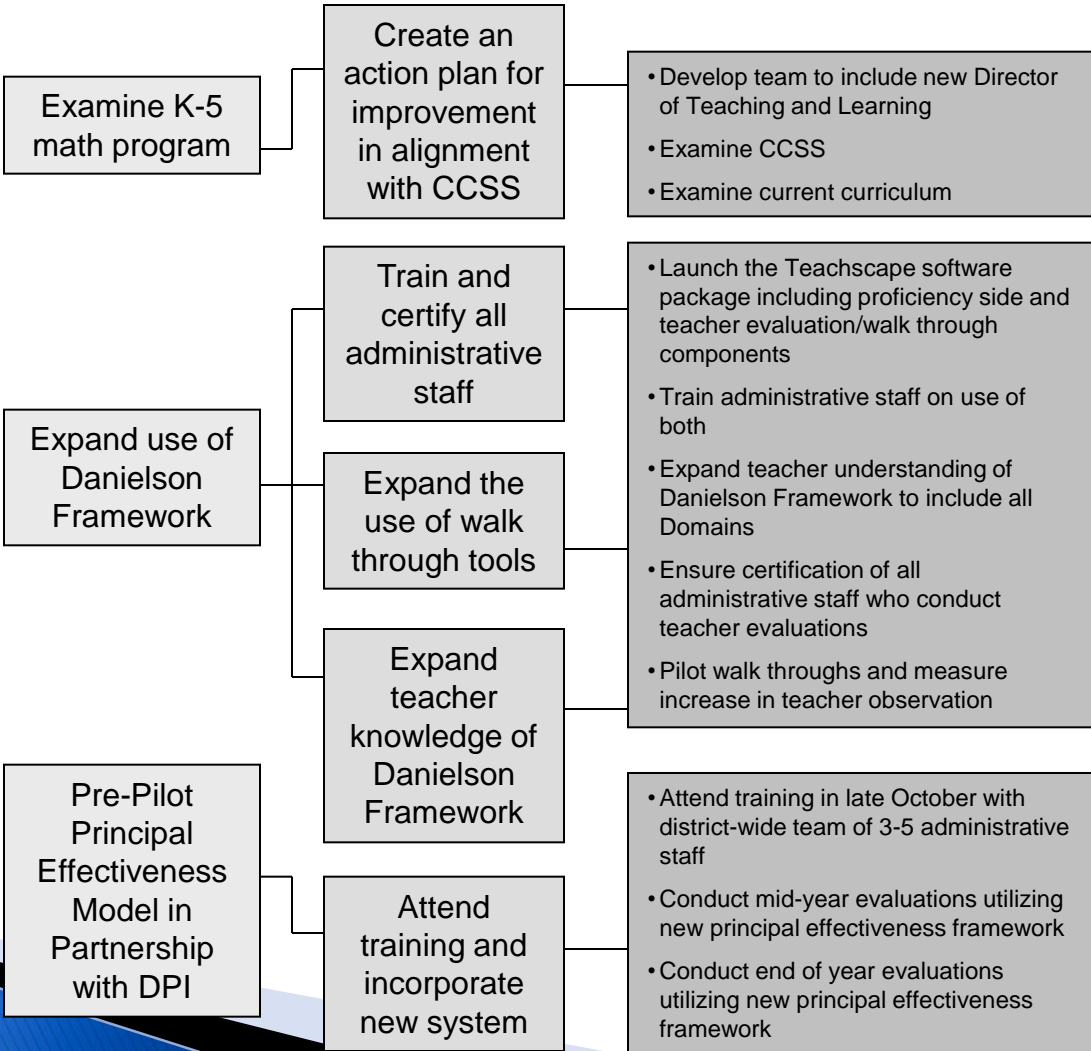 Examine K-5
math program
Create an
action plan for
improvement
in alignment
with CCSS
• Develop team to include new Director
of Teaching and Learning
• Examine CCSS
• Examine current curriculum
Expand use of
Danielson
Framework
Train and
certify all
administrative
staff
Expand the
use of walk
through tools
Expand
teacher
knowledge of
Danielson
Framework
• Launch the Teachscape software
package including proficiency side and
teacher evaluation/walk through
components
• Train administrative staff on use of
both
• Expand teacher understanding of
Danielson Framework to include all
Domains
• Ensure certification of all
administrative staff who conduct
teacher evaluations
• Pilot walk throughs and measure
increase in teacher observation
Pre-Pilot
Principal
Effectiveness
Model in
Partnership
with DPI
Attend
training and
incorporate
new system
• Attend training in late October with
district-wide team of 3-5 administrative
staff
• Conduct mid-year evaluations utilizing
new principal effectiveness framework
• Conduct end of year evaluations
utilizing new principal effectiveness
framework